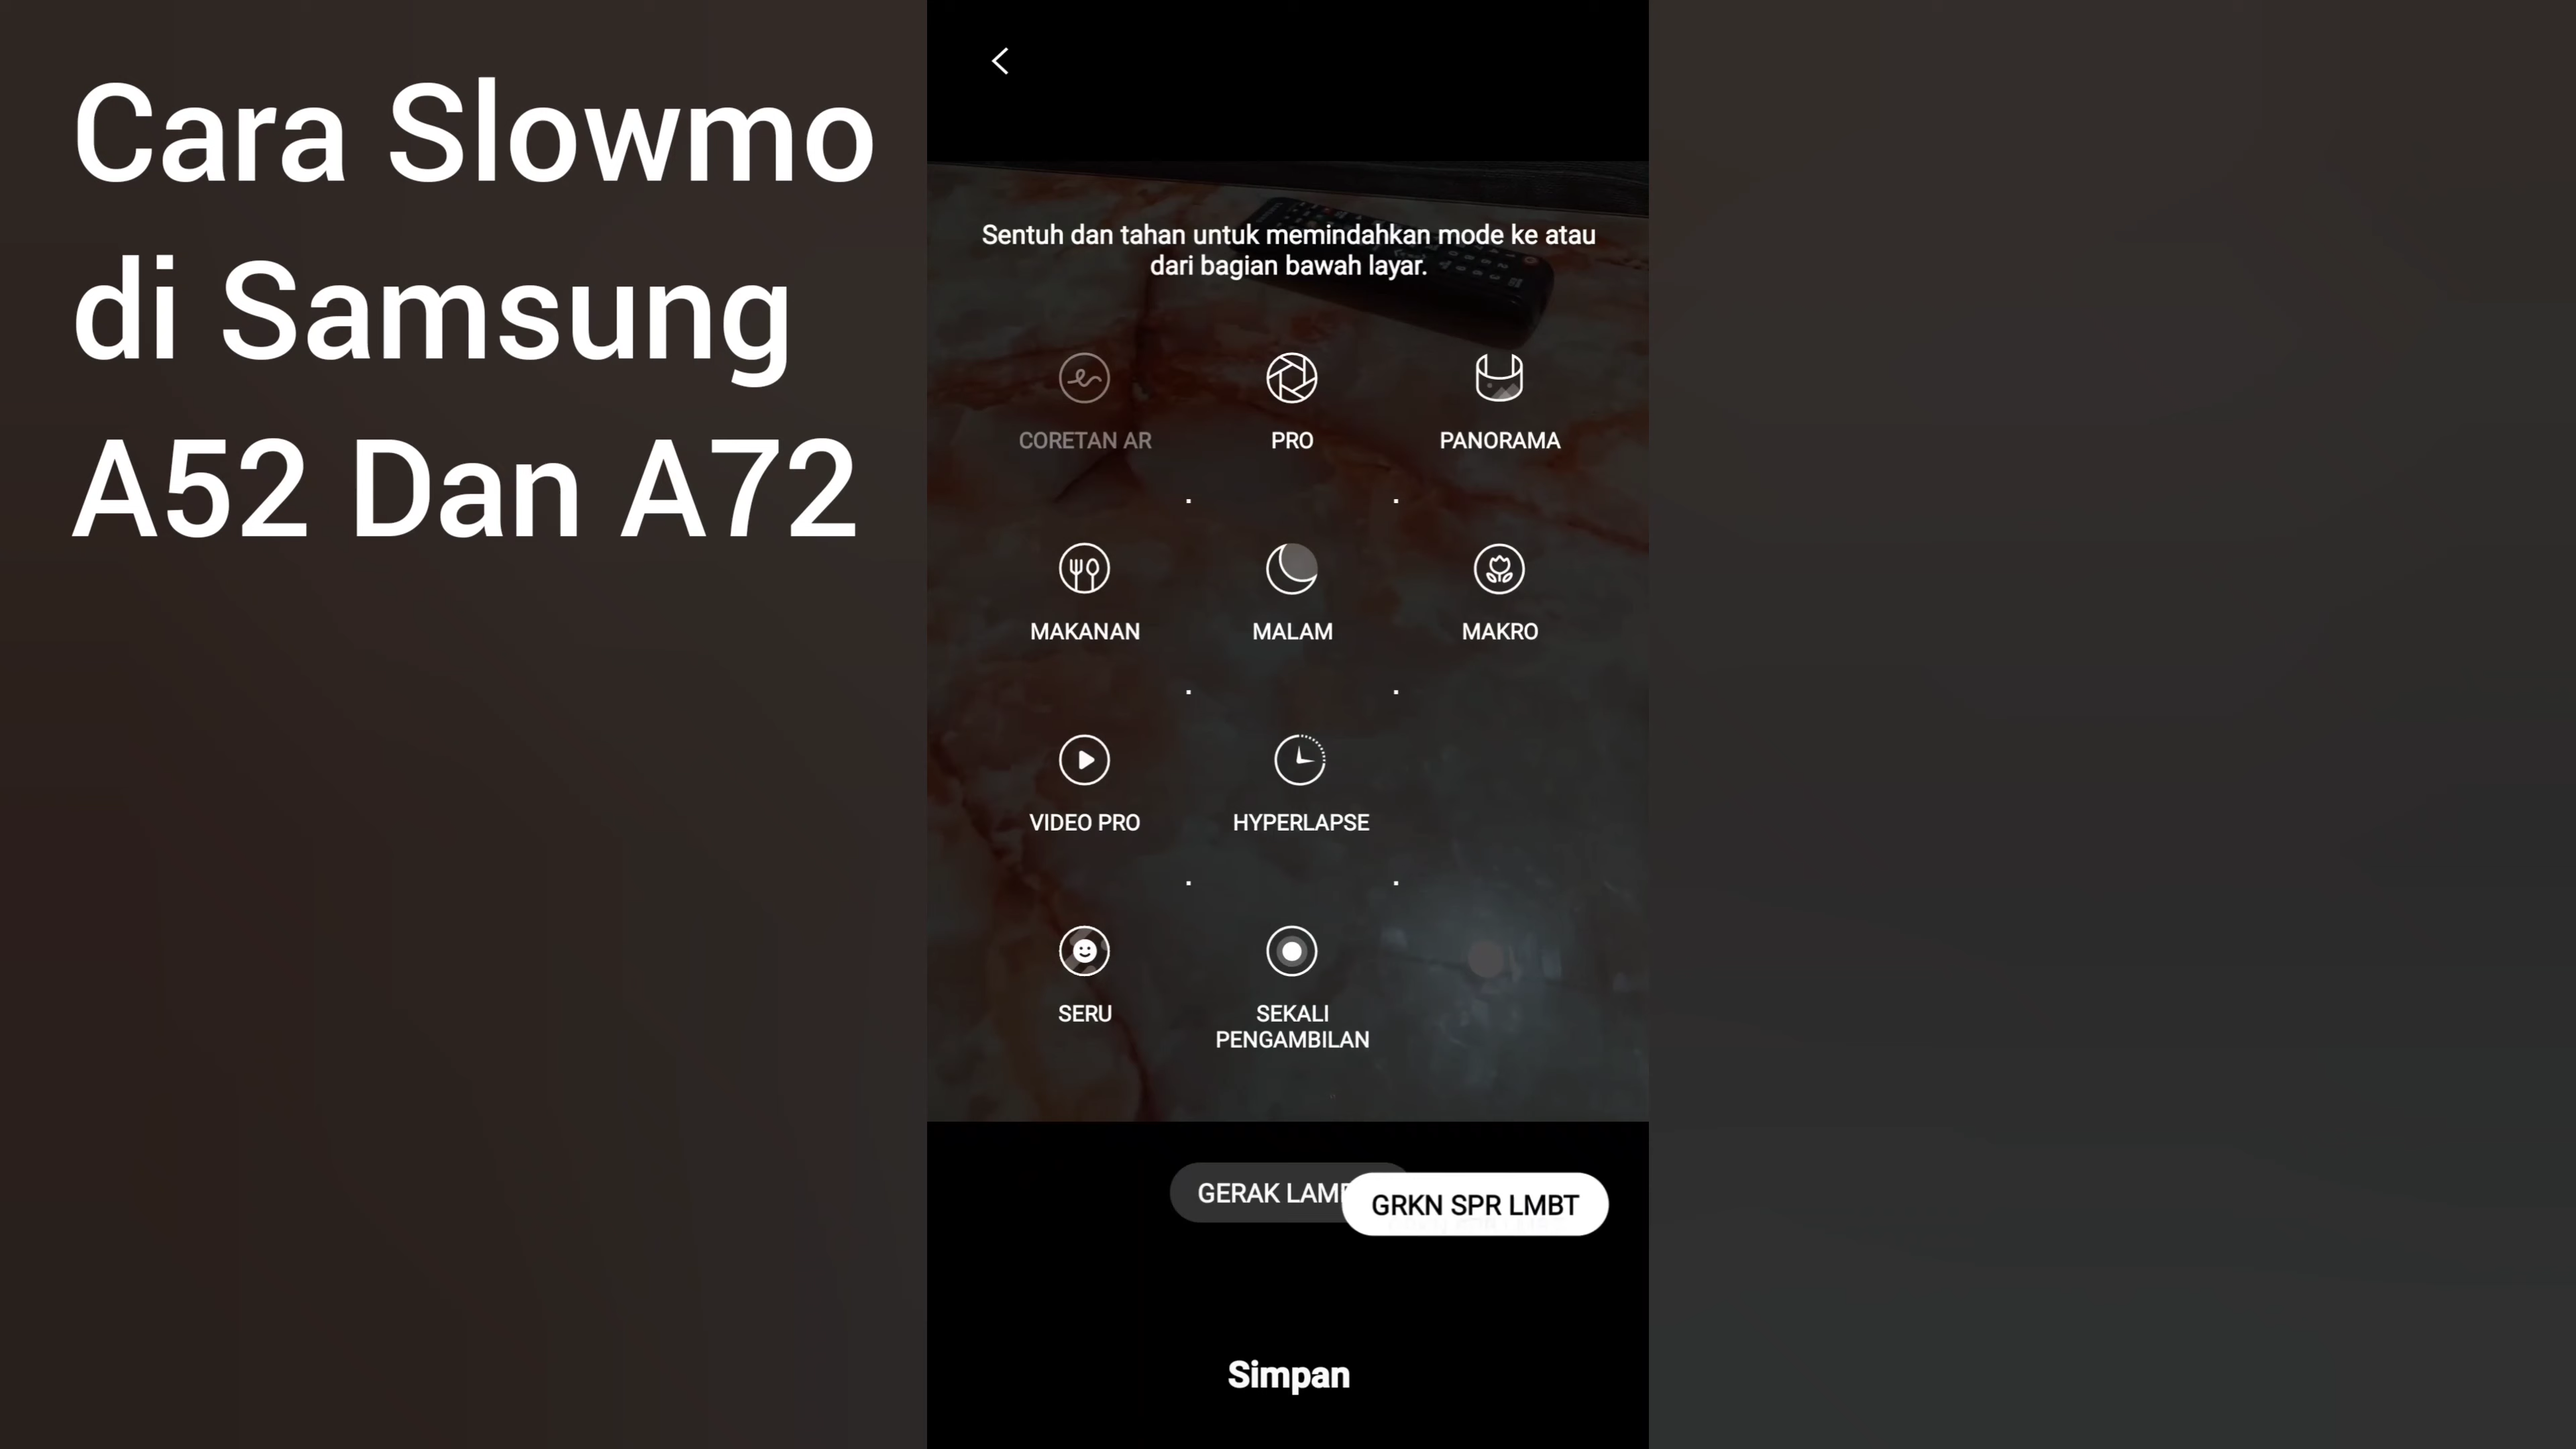 Cara Slowmo
di Samsung
A52 Dan A72
Sentuh dan tahan untuk memindahkan mode ke atau
dari bagian bawah layar.
CORETAN AR
PRO
PANORAMA
MAKANAN
MALAM
MAKRO
VIDEO PRO
HYPERLAPSE
SERU
SEKALI
PENGAMBILAN
GERAK
GRKN SPR LMBT
Simpan